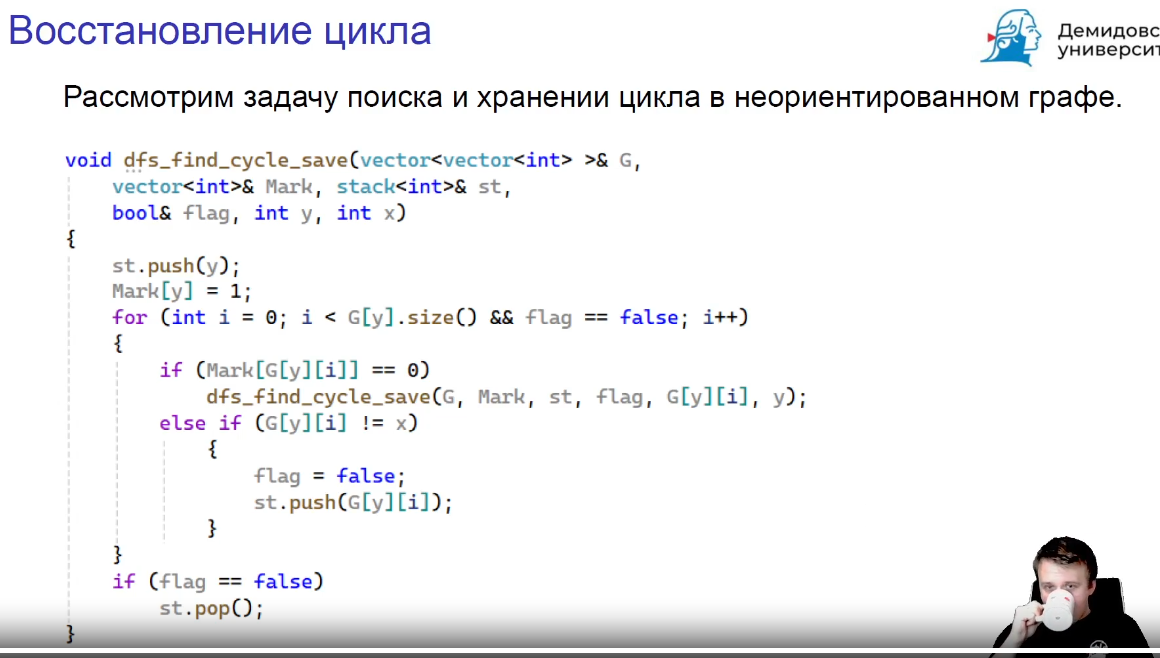 Восстановление цикла
Демидовс
университ
Рассмотрим задачу поиска и хранении цикла в неориентированном графе.
void dfs_find_cycle_save(vector<vector<int> >& G,
vector<int>& Mark, stack<int>& st,
bool& flag, int y, int x)
{
st.push(y);
Mark[y] = 1;
for (int i = 0; i < G[y].size() && flag == false; i++)
{
if (Mark[G[y][i]] == 0)
dfs_find_cycle_save(G, Mark, st, flag, G[y][i], y);
else if (G[y][i] != x)
{
flag = false;
st.push(G[y][i]);
}
}
if (flag == false)
st.pop();
}